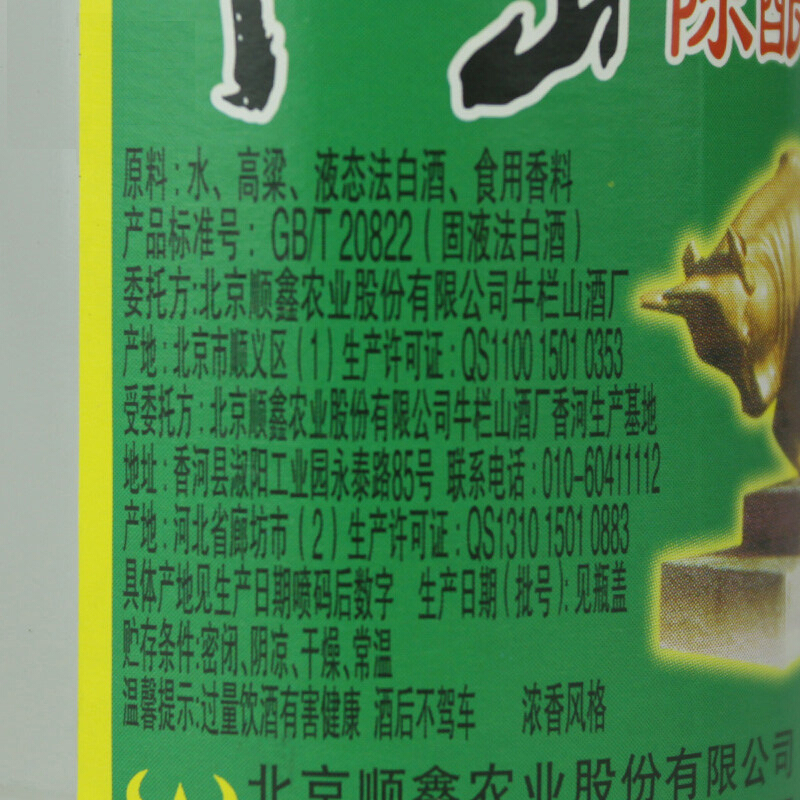 陈酿
原料:水、高粱、液态法白酒、食用香料
产品标准号: GB/T 20822(固液法白酒)
委托方:北京顺鑫农业股份有限公司牛栏山酒厂
产地:北京市顺义区(1)生产许可证:QS1100 1501 0353
受委托方:北京顺鑫农业股份有限公司牛栏山酒厂香河生产基地
地址:香河县淑阳工业园永泰路85号 联系电话:010-60411112
产地:河北省廊坊市(2)生产许可证:QS1310 1501 0883
具体产地见生产日期喷码后数字 生产日期(批号):见瓶盖
贮存条件:密闭、阴凉、干燥、常温
温馨提示:过量饮酒有害健康 酒后不驾车 浓香风格
北京顺鑫农业股份有限公司